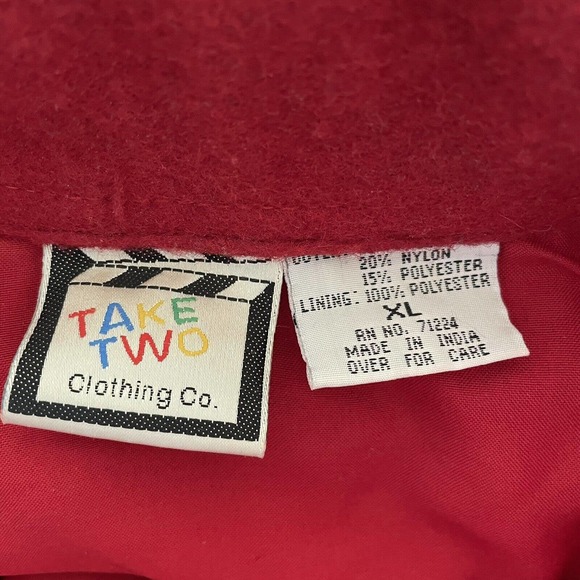 TAKE
TWO
Clothing Co.
20% NYLON
15% POLYESTER
LINING: 100% POLYESTER
XL
RN NO. 71224
MADE IN INDIA
OVER FOR CARE